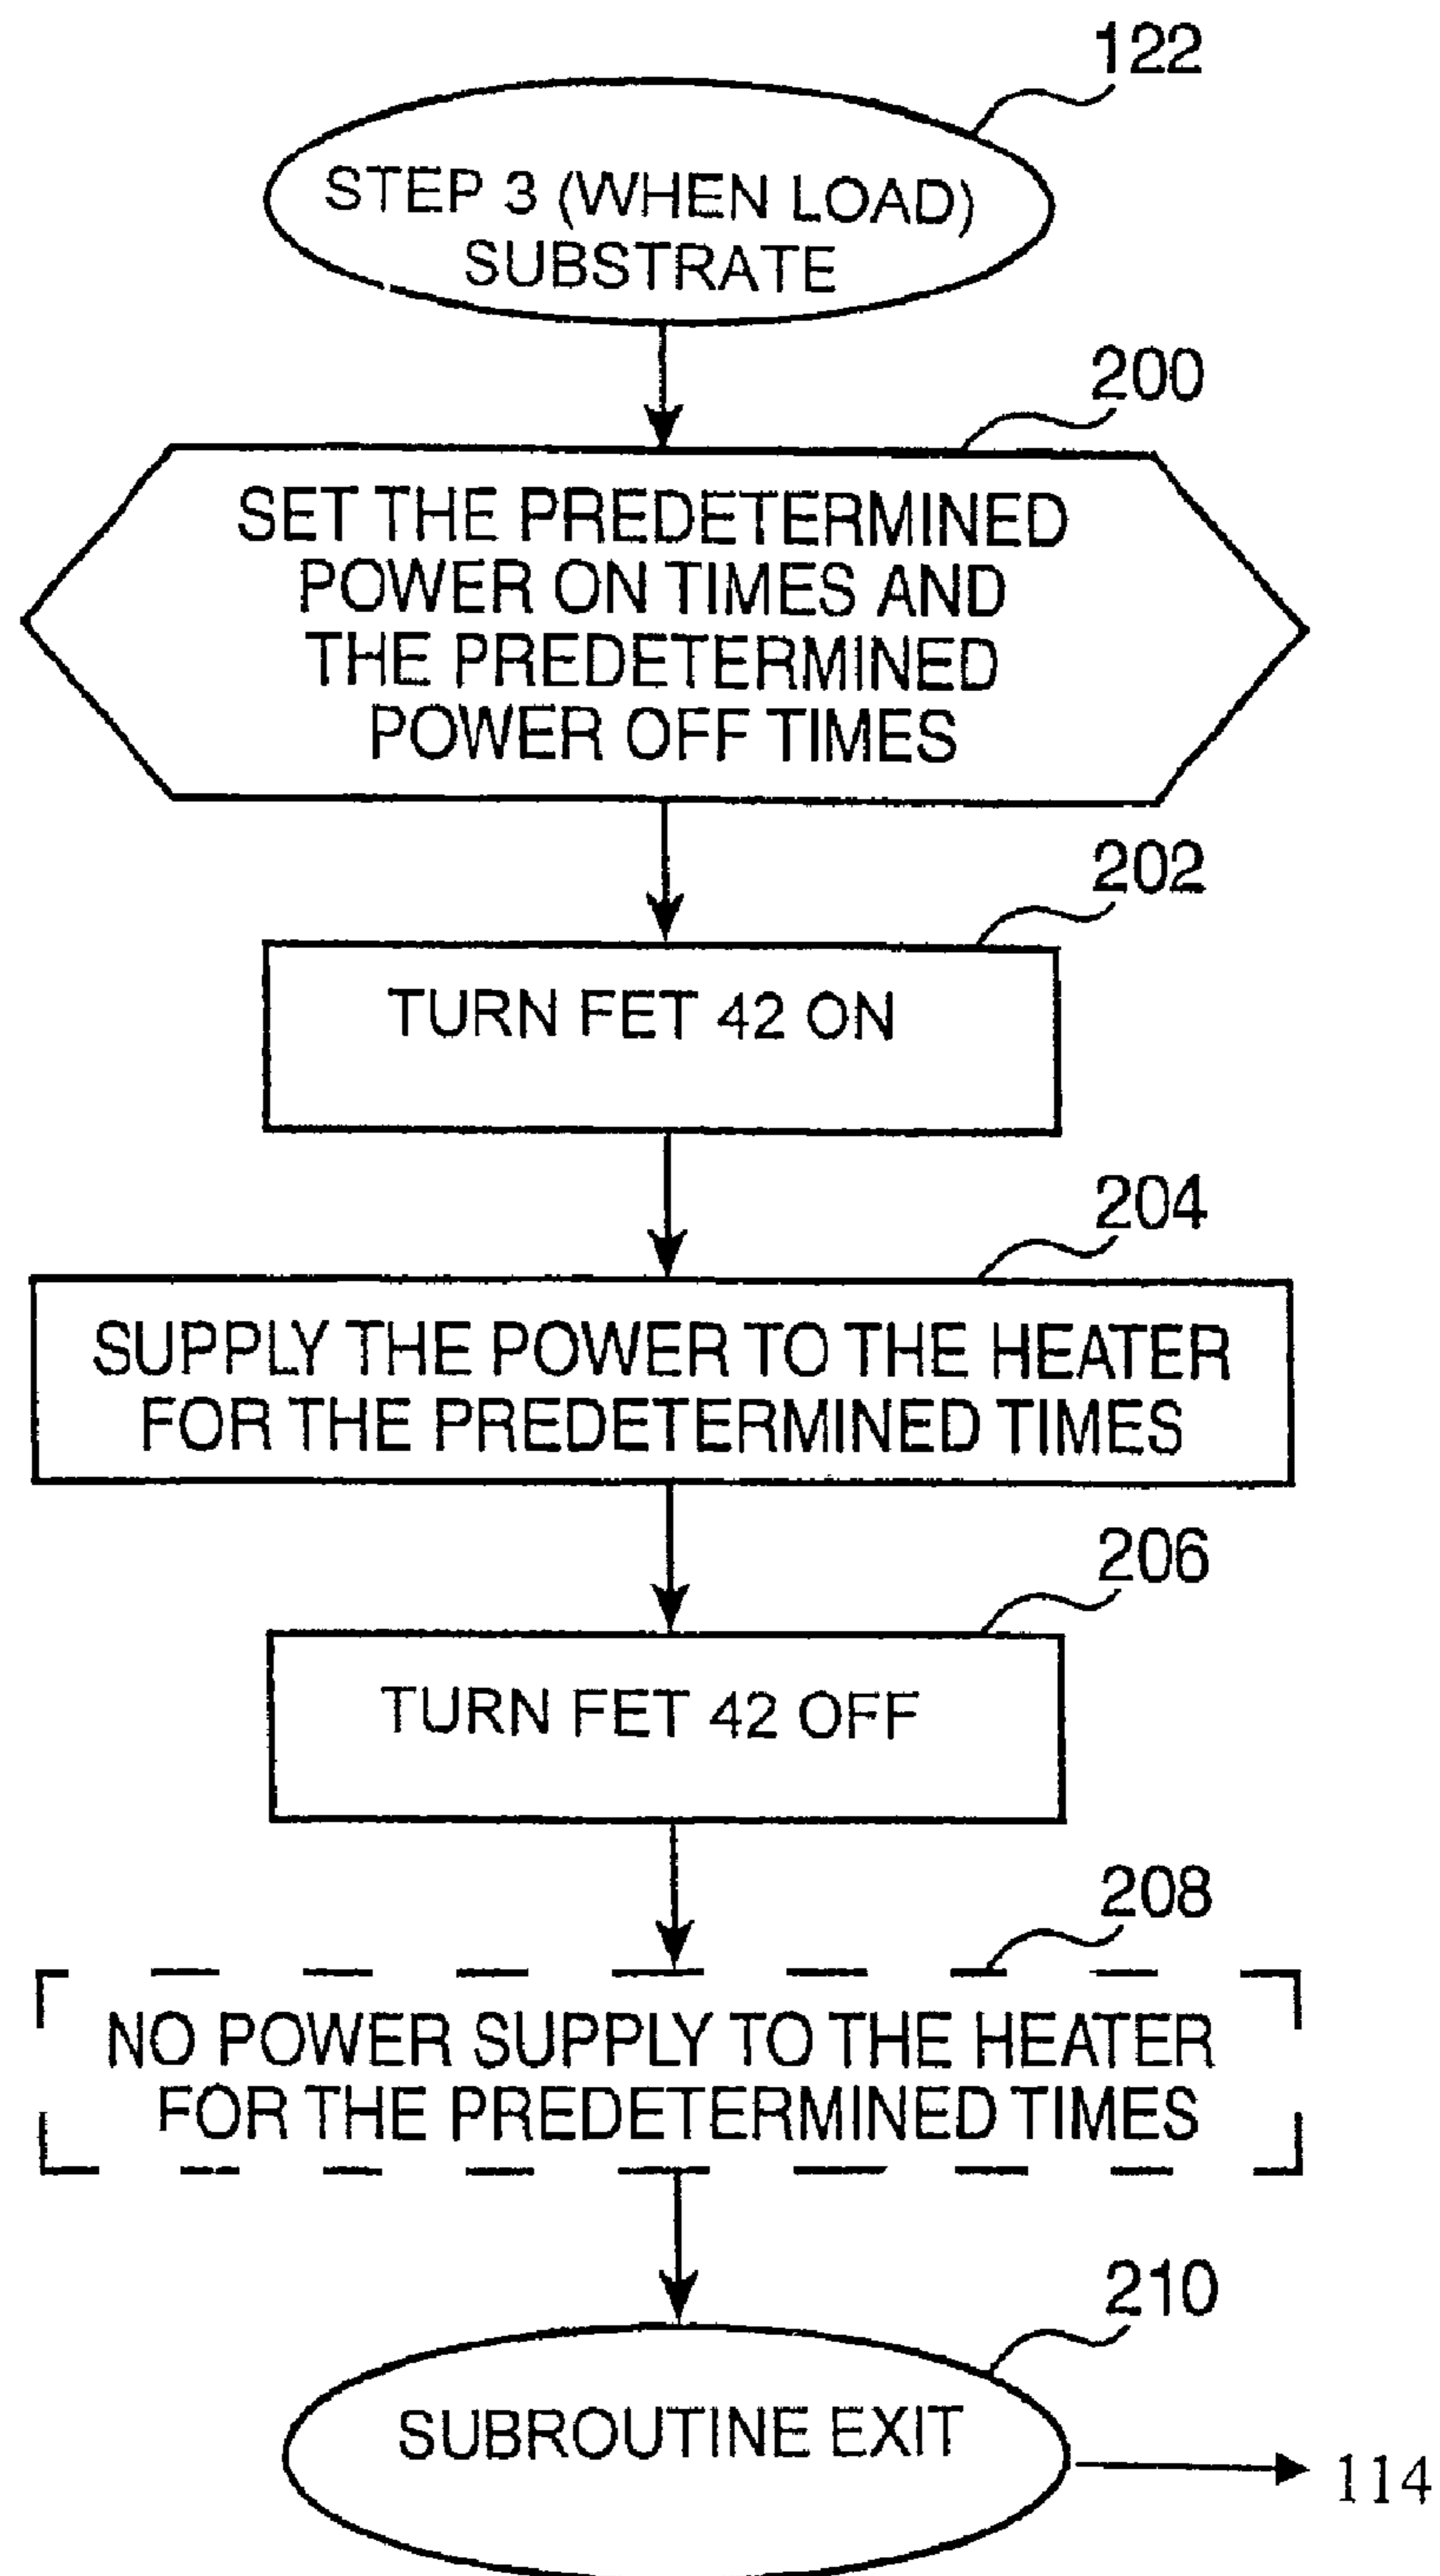 122
STEP 3 (WHEN LOAD)
SUBSTRATE
200
SET THE PREDETERMINED
POWER ON TIMES AND
THE PREDETERMINED
POWER OFF TIMES
202
TURN FET 42 ON
204
SUPPLY THE POWER TO THE HEATER
FOR THE PREDETERMINED TIMES
206
TURN FET 42 OFF
208
NO POWER SUPPLY TO THE HEATER
FOR THE PREDETERMINED TIMES
210
SUBROUTINE EXIT
114